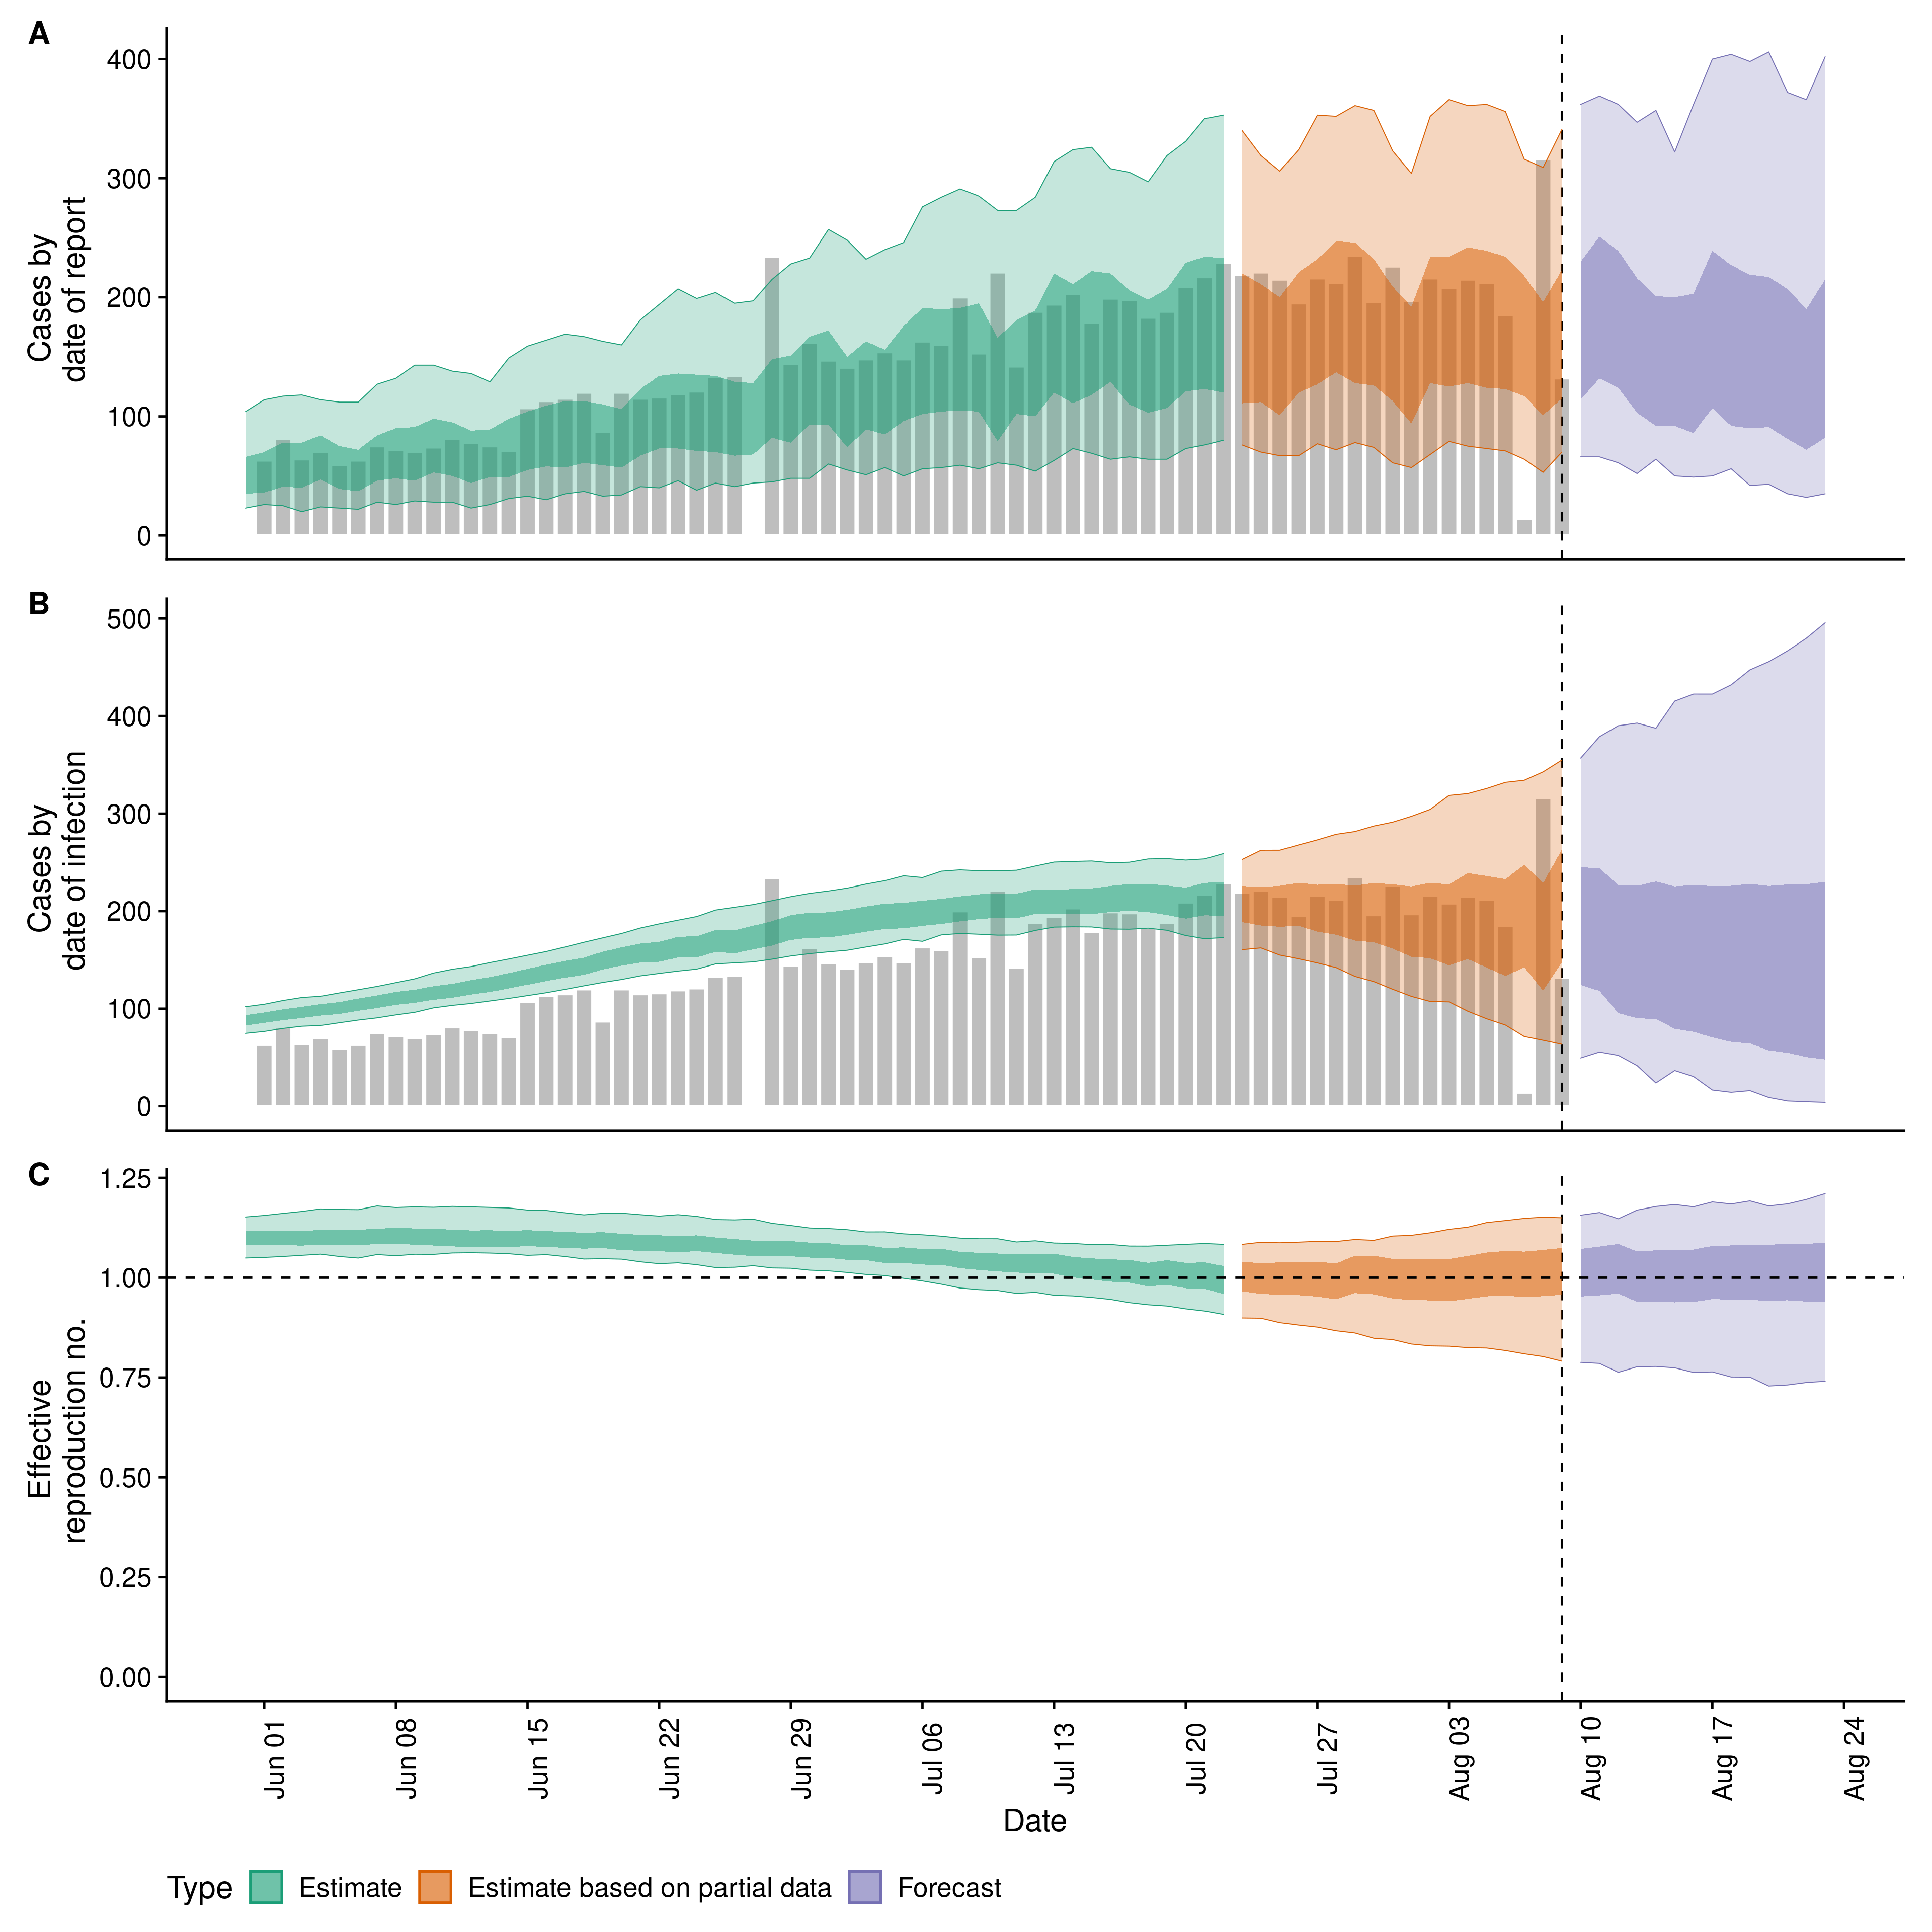 A
Cases by
date of report
400
300
200
100
0
B
Cases by
date of infection
500
400
300
200
100
0
C
Effective
reproduction no.
1.25
1.00
0.75
0.50
0.25
0.00
Jun 01
Jun 08
Jun 15
Jun 22
Jun 29
Jul 06
Jul 13
Jul 20
Jul 27
Aug 03
Aug 10
Aug 17
Aug 24
Date
Type Estimate Estimate based on partial data Forecast